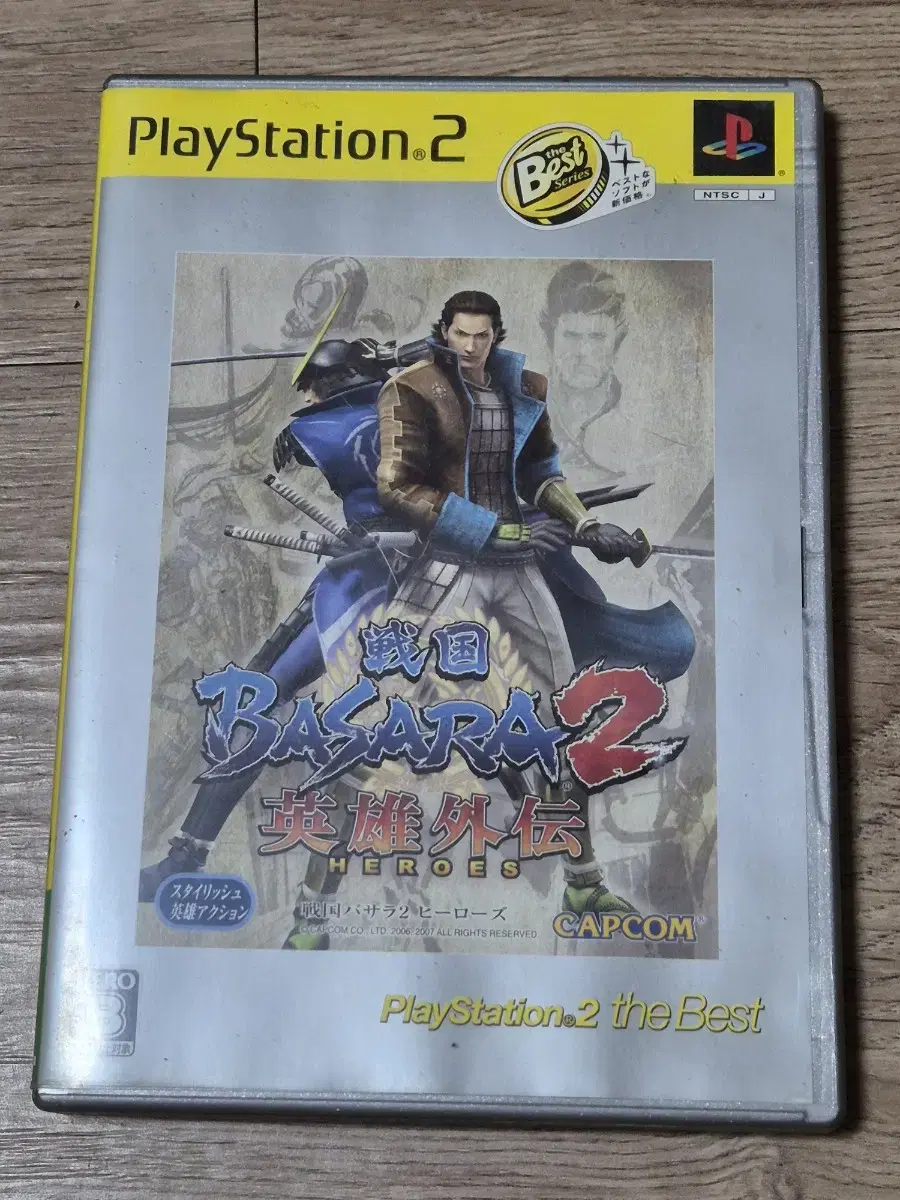 PlayStation®2
the
Best
Series
ベストな
ソフトが
新価格。
NTSC J
戦国
BASARA2
英雄外伝
HEROES
スタイリッシュ
英雄アクション
戦国バサラ2 ヒーローズ
©CAPCOM CO., LTD. 2006, 2007 ALL RIGHTS RESERVED.
CAPCOM®
B
対象
PlayStation®2 the Best